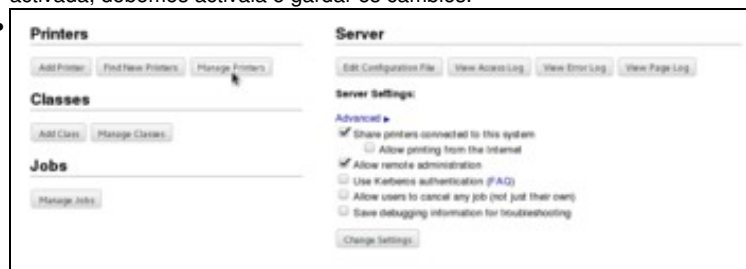 activada, debemos activala e gardar os cambios.
Printers
Add Printer Find New Printers Manage Printers
Classes
Add Class Manage Classes
Jobs
Manage Jobs
Server
Edit Configuration File View Access Log View Error Log View Page Log
Server Settings:
Advanced ▸
Share printers connected to this system
Allow printing from the Internet
Allow remote administration
Use Kerberos authentication (FAQ)
Allow users to cancel any job (not just their own)
Save debugging information for troubleshooting
Change Settings